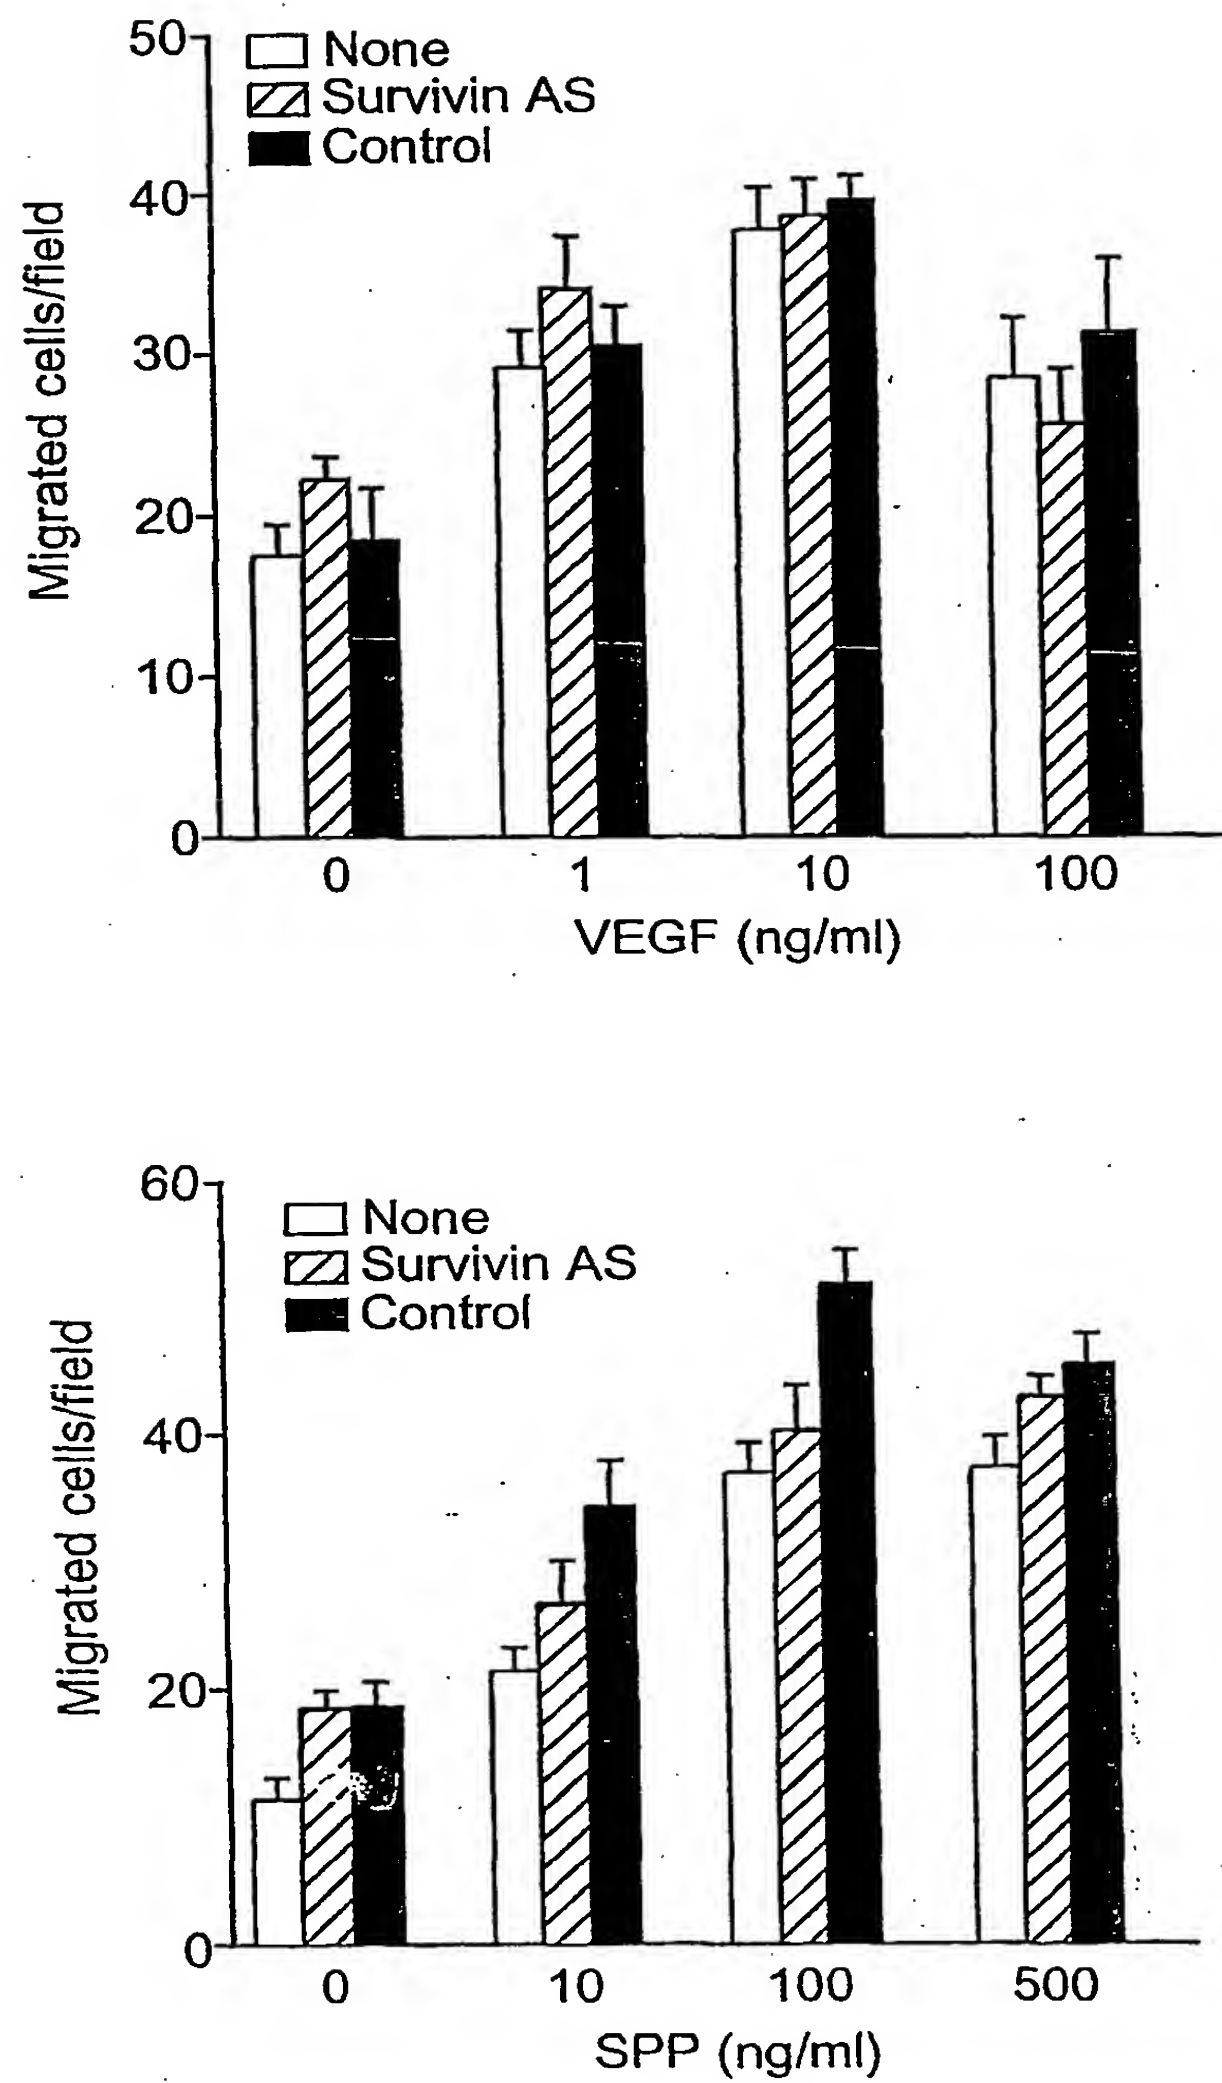 50
None
Survivin AS
Control
40
30
20
10
0
Migrated cells/field
0 1 10 100
VEGF (ng/ml)
60
None
Survivin AS
Control
40
20
0
Migrated cells/field
0 10 100 500
SPP (ng/ml)